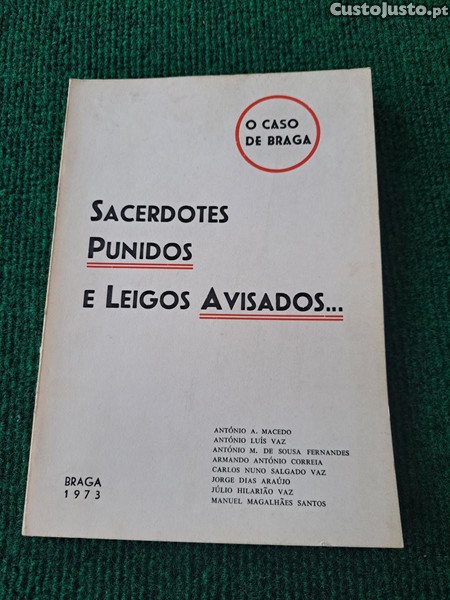 CustoJusto.pt
O CASO
DE BRAGA
SACERDOTES
PUNIDOS
E LEIGOS AVISADOS...
ANTÓNIO A. MACEDO
ANTÓNIO LUÍS VAZ
ANTÓNIO M. DE SOUSA FERNANDES
ARMANDO ANTÓNIO CORREIA
CARLOS NUNO SALGADO VAZ
JORGE DIAS ARAÚJO
JÚLIO HILARIÃO VAZ
MANUEL MAGALHÃES SANTOS
BRAGA
1973